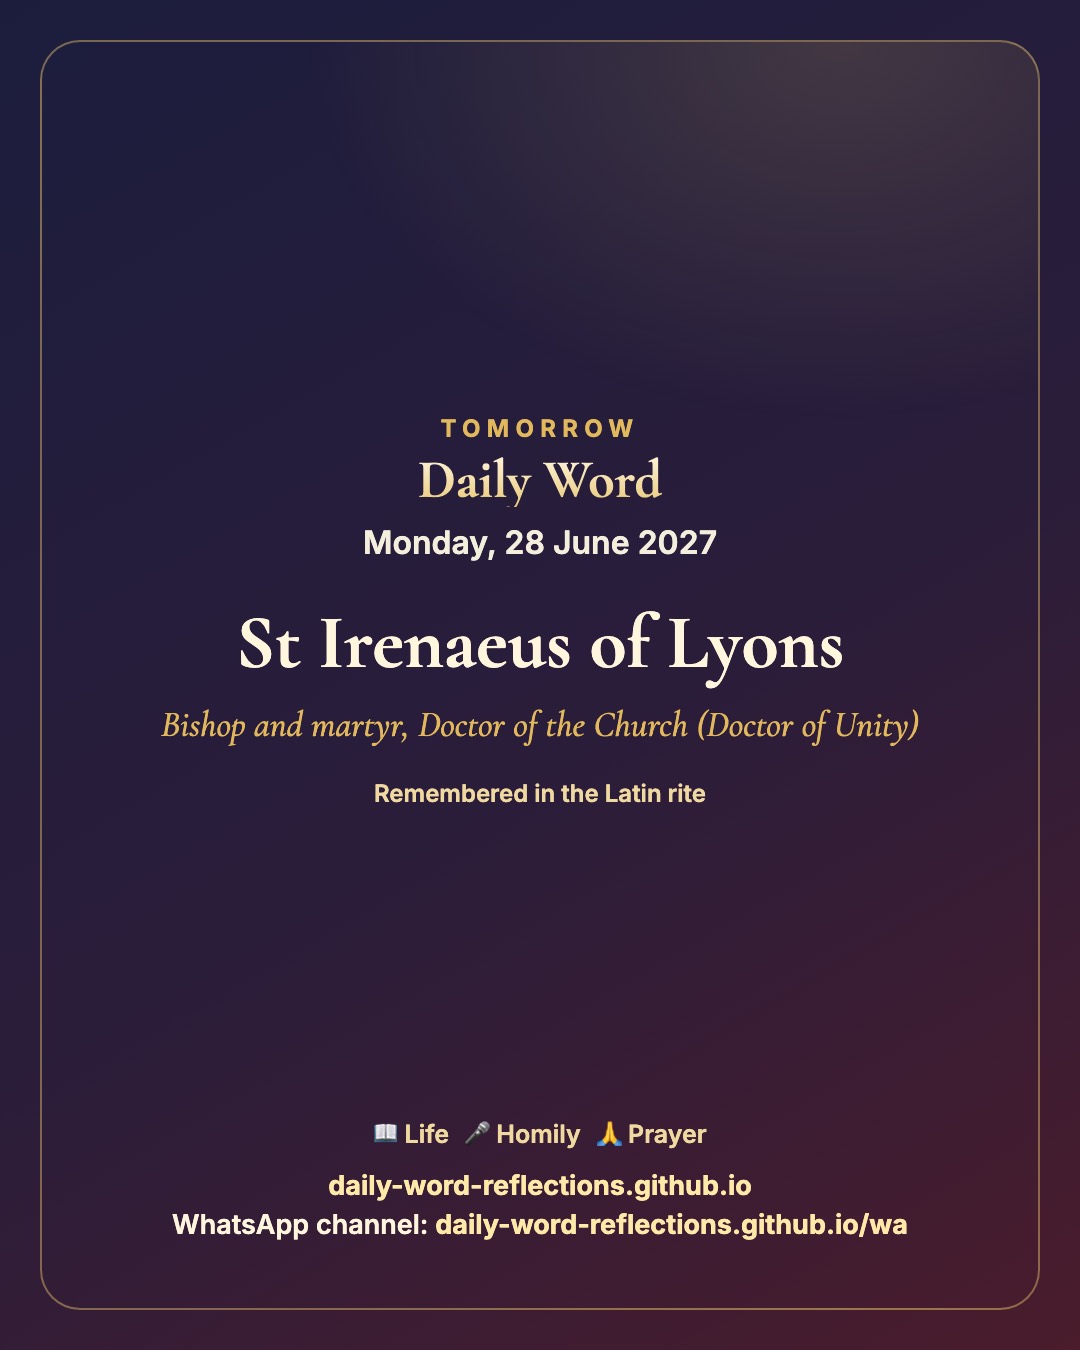 TOMORROW
Daily Word
Monday, 28 June 2027
St Irenaeus of Lyons
Bishop and martyr, Doctor of the Church (Doctor of Unity)
Remembered in the Latin rite
📖 Life 🎤 Homily 🙏 Prayer
daily-word-reflections.github.io
WhatsApp channel: daily-word-reflections.github.io/wa